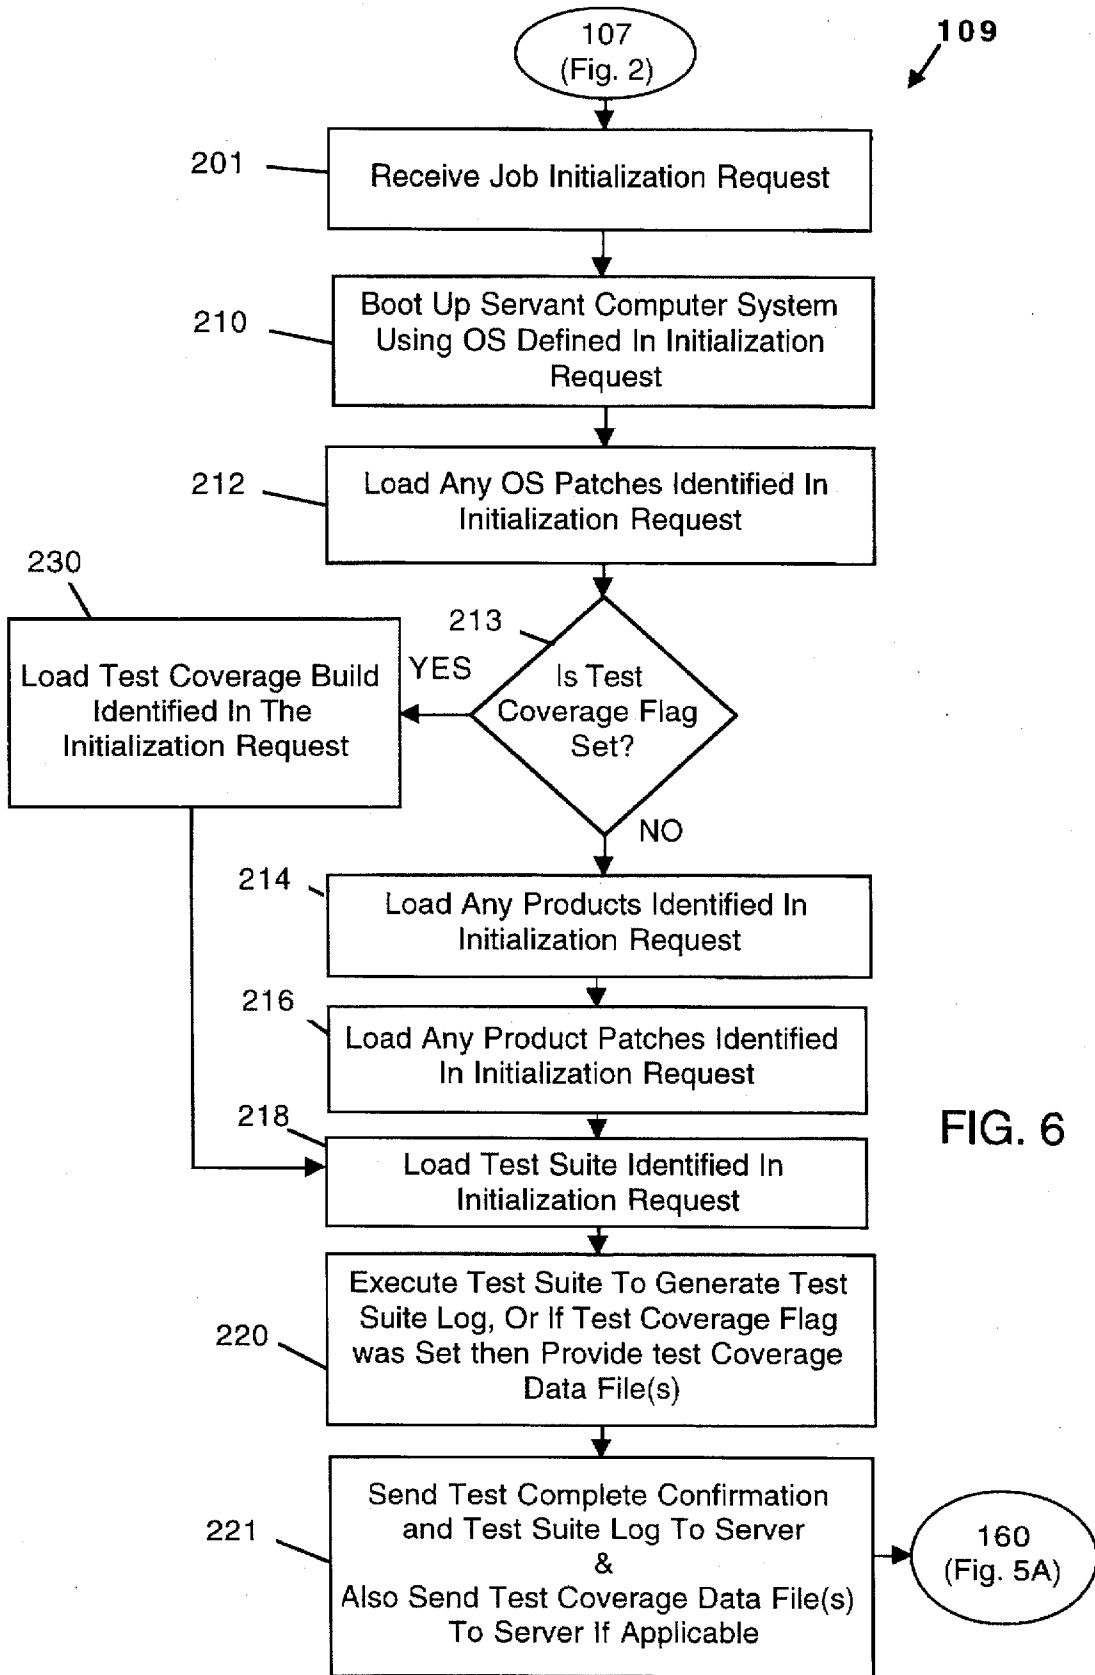 107
(Fig. 2)
109
201
Receive Job Initialization Request
210
Boot Up Servant Computer System
Using OS Defined In Initialization
Request
212
Load Any OS Patches Identified In
Initialization Request
230
Load Test Coverage Build
Identified In The
Initialization Request
YES
213
Is Test
Coverage Flag
Set?
NO
214
Load Any Products Identified In
Initialization Request
216
Load Any Product Patches Identified
In Initialization Request
218
Load Test Suite Identified In
Initialization Request
FIG. 6
220
Execute Test Suite To Generate Test
Suite Log, Or If Test Coverage Flag
was Set then Provide test Coverage
Data File(s)
221
Send Test Complete Confirmation
and Test Suite Log To Server
&
Also Send Test Coverage Data File(s)
To Server If Applicable
160
(Fig. 5A)